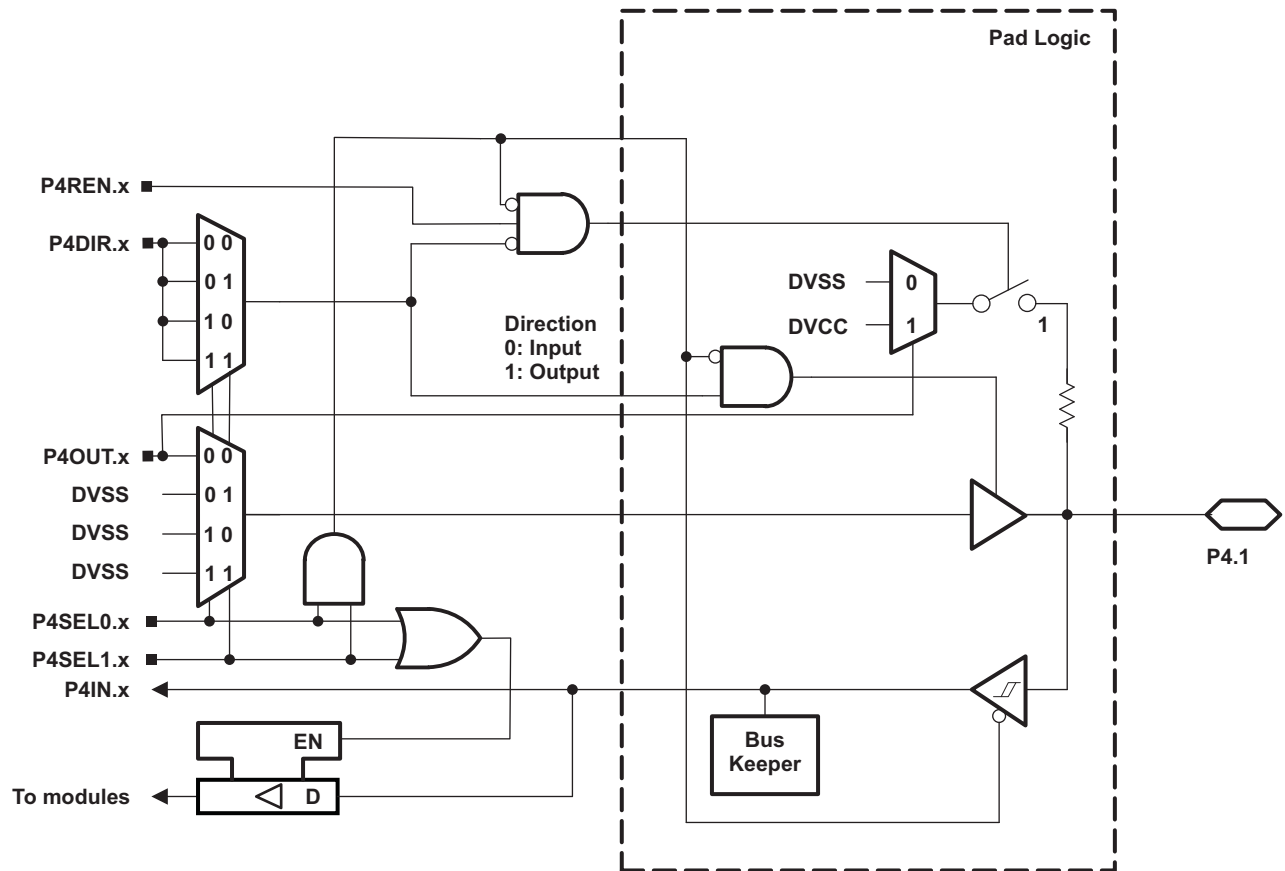 Pad Logic
P4REN.x
P4DIR.x
0 0
0 1
1 0
1 1
Direction
0: Input
1: Output
DVSS
DVCC
0
1
1
P4OUT.x
DVSS
DVSS
DVSS
0 0
0 1
1 0
1 1
P4.1
P4SEL0.x
P4SEL1.x
P4IN.x
EN
D
To modules
Bus
Keeper